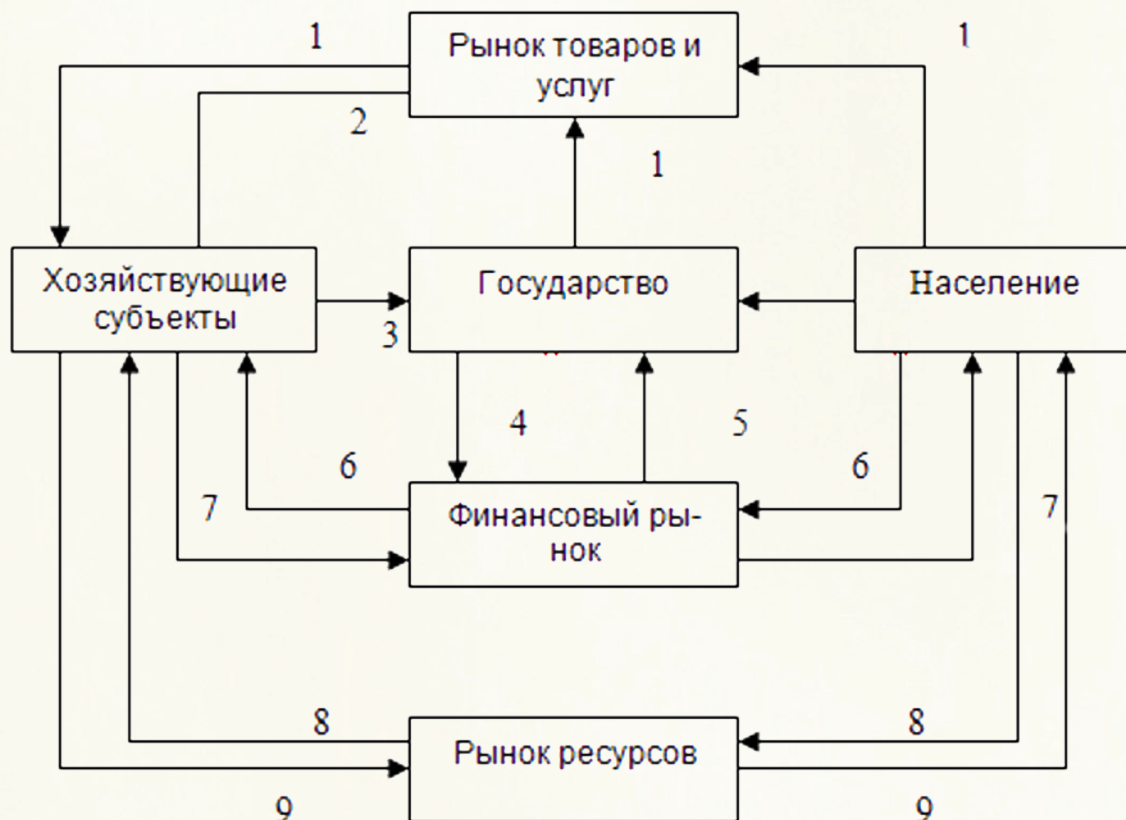 1
Рынок товаров и
услуг
1
2
1
Хозяйствующие
субъекты
Государство
Население
3
4
5
6
6
7
Финансовый ры-
нок
7
8
Рынок ресурсов
8
9
9